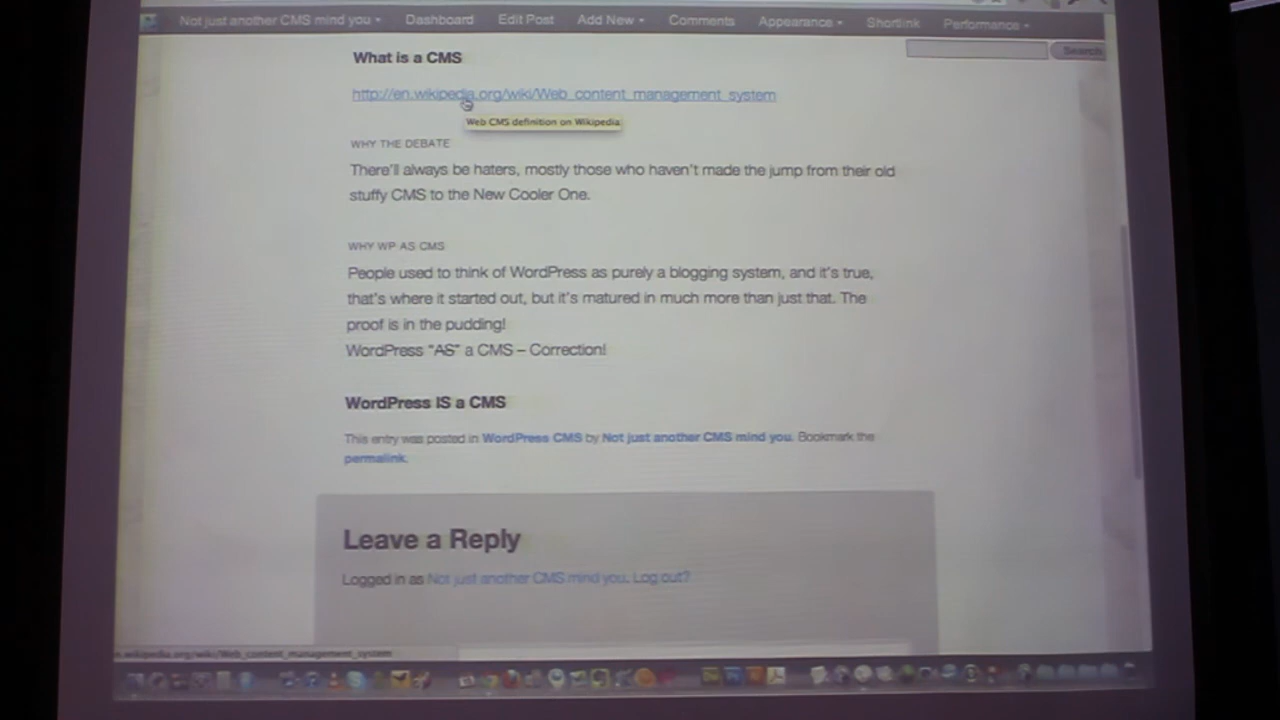 Not just another CMS mind you Dashboard Edit Post Add New Comments Appearance Shortlink Performance
Search
What is a CMS
http://en.wikipedia.org/wiki/Web_content_management_system
Web CMS definition on Wikipedia
WHY THE DEBATE
There'll always be haters, mostly those who haven't made the jump from their old
stuffy CMS to the New Cooler One.
WHY WP AS CMS
People used to think of WordPress as purely a blogging system, and it's true,
that's where it started out, but it's matured in much more than just that. The
proof is in the pudding!
WordPress "AS" a CMS – Correction!
WordPress IS a CMS
This entry was posted in WordPress CMS by Not just another CMS mind you. Bookmark the
permalink.
Leave a Reply
Logged in as Not just another CMS mind you. Log out?
n.wikipedia.org/wiki/Web_content_management_system